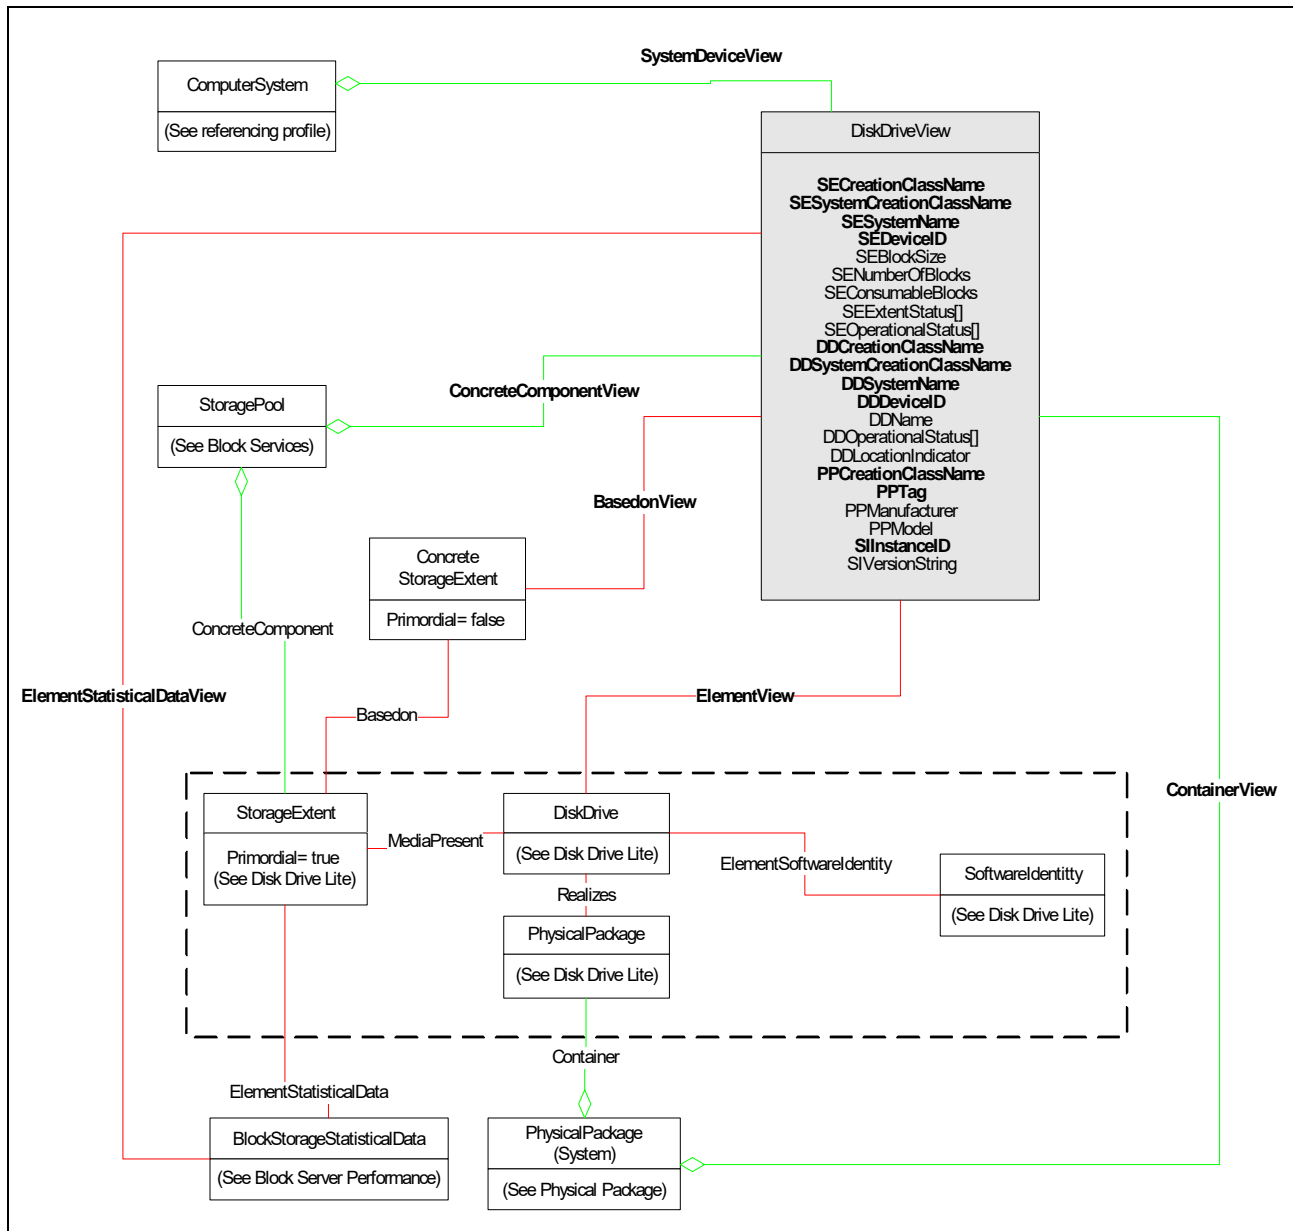 SystemDeviceView
ComputerSystem
(See referencing profile)
DiskDriveView
SECreationClassName
SESystemCreationClassName
SESystemName
SEDeviceID
SEBlockSize
SENumberOfBlocks
SEConsumableBlocks
SEExtentStatus[]
SEOperationalStatus[]
DDCreationClassName
DDSystemCreationClassName
DDSystemName
DDDeviceID
DDName
DDOperationalStatus[]
DDLocationIndicator
PPCreationClassName
PPTag
PPManufacturer
PPModel
SIInstanceID
SIVersionString
ConcreteComponentView
StoragePool
(See Block Services)
BasedonView
Concrete
StorageExtent
Primordial= false
ConcreteComponent
ElementStatisticalDataView
ElementView
Basedon
ContainerView
StorageExtent
Primordial= true
(See Disk Drive Lite)
MediaPresent
DiskDrive
(See Disk Drive Lite)
ElementSoftwareIdentity
SoftwareIdentitty
(See Disk Drive Lite)
Realizes
PhysicalPackage
(See Disk Drive Lite)
Container
ElementStatisticalData
BlockStorageStatisticalData
(See Block Server Performance)
PhysicalPackage
(System)
(See Physical Package)